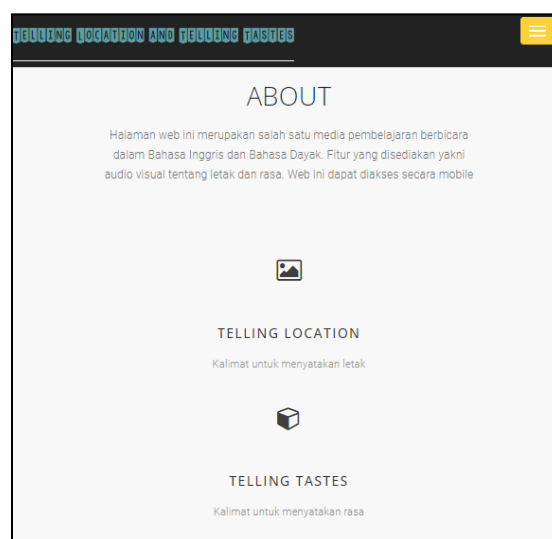 TELLING LOCATION AND TELLING TASTES
ABOUT
Halaman web ini merupakan salah satu media pembelajaran berbicara
dalam Bahasa Inggris dan Bahasa Dayak. Fitur yang disediakan yakni
audio visual tentang letak dan rasa. Web ini dapat diakses secara mobile
TELLING LOCATION
Kalimat untuk menyatakan letak
TELLING TASTES
Kalimat untuk menyatakan rasa